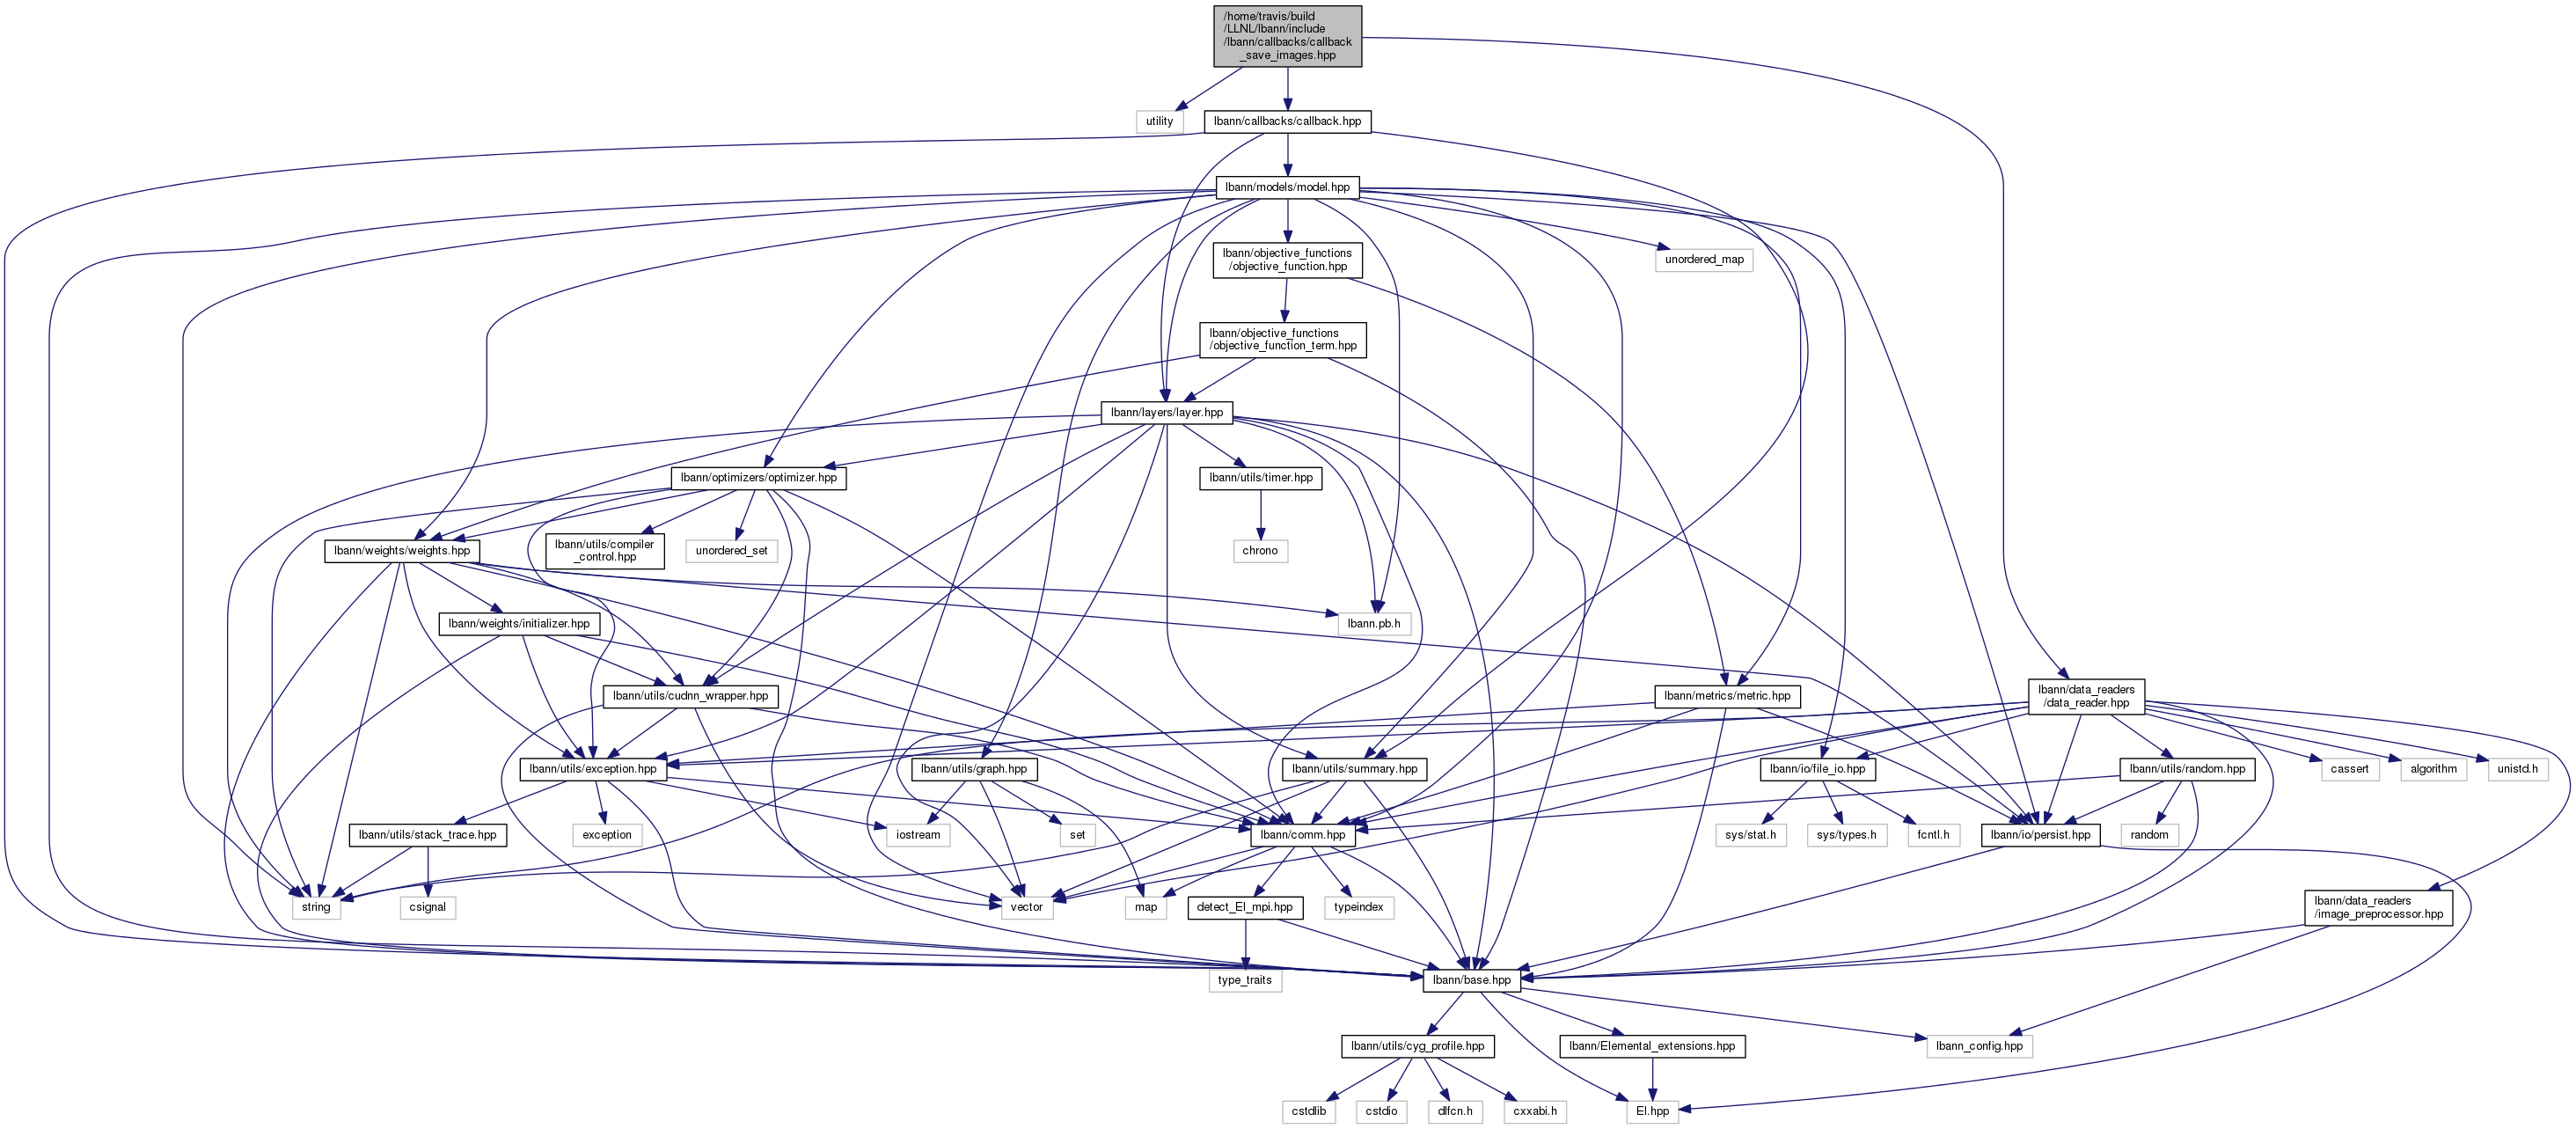 /home/travis/build
/LLNL/lbann/include
/lbann/callbacks/callback
_save_images.hpp
utility
lbann/callbacks/callback.hpp
lbann/models/model.hpp
lbann/objective_functions
/objective_function.hpp
unordered_map
lbann/objective_functions
/objective_function_term.hpp
lbann/layers/layer.hpp
lbann/optimizers/optimizer.hpp
lbann/utils/timer.hpp
lbann/weights/weights.hpp
lbann/utils/compiler
_control.hpp
unordered_set
chrono
lbann/weights/initializer.hpp
lbann.pb.h
lbann/utils/cudnn_wrapper.hpp
lbann/metrics/metric.hpp
lbann/data_readers
/data_reader.hpp
lbann/utils/exception.hpp
lbann/utils/graph.hpp
lbann/utils/summary.hpp
lbann/io/file_io.hpp
lbann/utils/random.hpp
cassert
algorithm
unistd.h
lbann/utils/stack_trace.hpp
exception
iostream
set
lbann/comm.hpp
sys/stat.h
sys/types.h
fcntl.h
lbann/io/persist.hpp
random
string
csignal
vector
map
detect_El_mpi.hpp
typeindex
lbann/data_readers
/image_preprocessor.hpp
type_traits
lbann/base.hpp
lbann/utils/cyg_profile.hpp
lbann/Elemental_extensions.hpp
lbann_config.hpp
cstdlib
cstdio
dlfcn.h
cxxabi.h
El.hpp